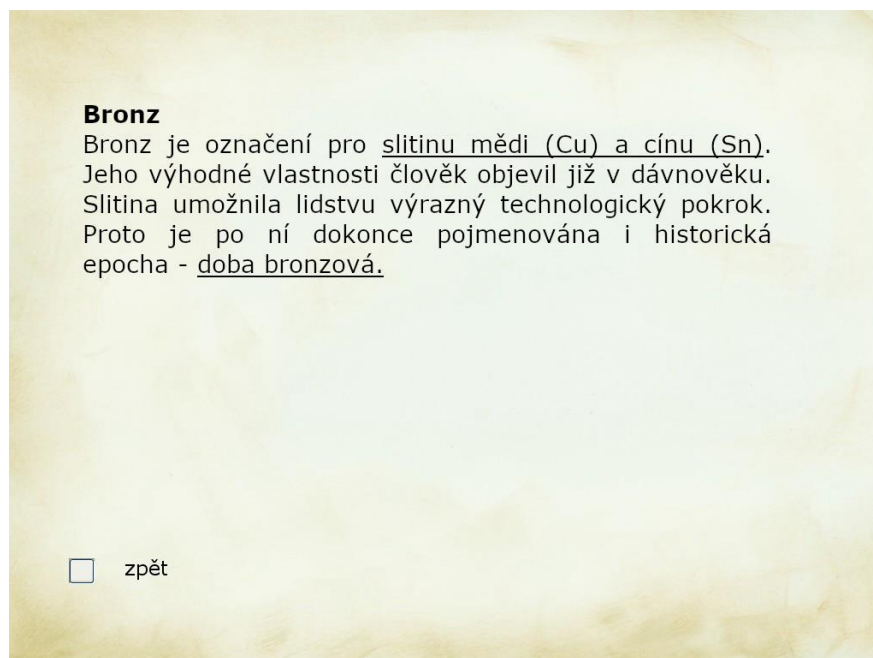 Bronz
Bronz je označení pro slitinu mědi (Cu) a cínu (Sn).
Jeho výhodné vlastnosti člověk objevil již v dávnověku.
Slitina umožnila lidstvu výrazný technologický pokrok.
Proto je po ní dokonce pojmenována i historická
epocha - doba bronzová.
zpět